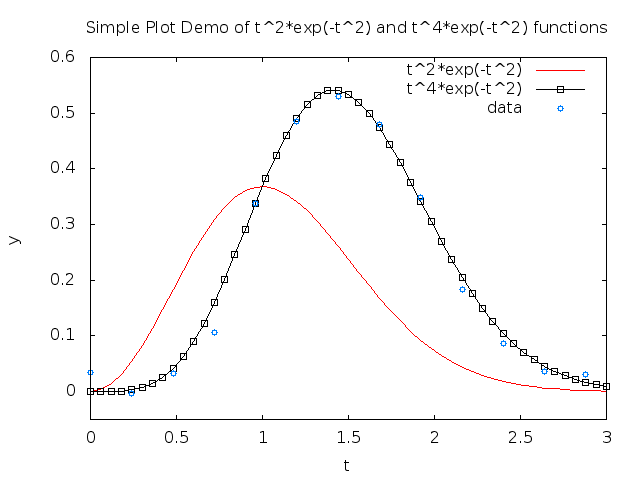 Simple Plot Demo of t^2*exp(-t^2) and t^4*exp(-t^2) functions
0.6
t^2*exp(-t^2)
t^4*exp(-t^2)
data
0.5
0.4
0.3
y
0.2
0.1
0
0 0.5 1 1.5 2 2.5 3
t